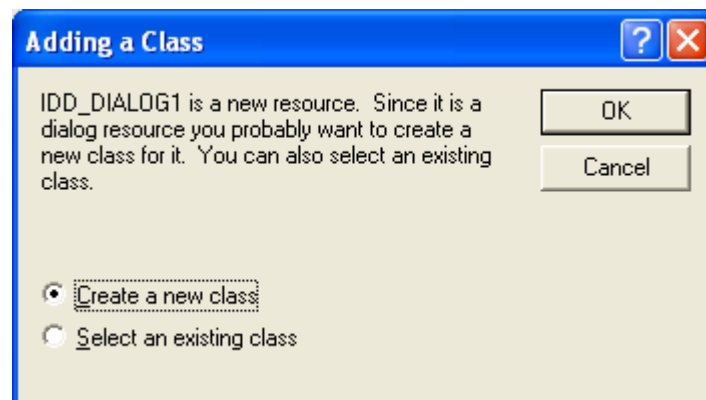 Adding a Class
IDD_DIALOG1 is a new resource.  Since it is a
dialog resource you probably want to create a
new class for it.  You can also select an existing
class.
OK
Cancel
Create a new class
Select an existing class